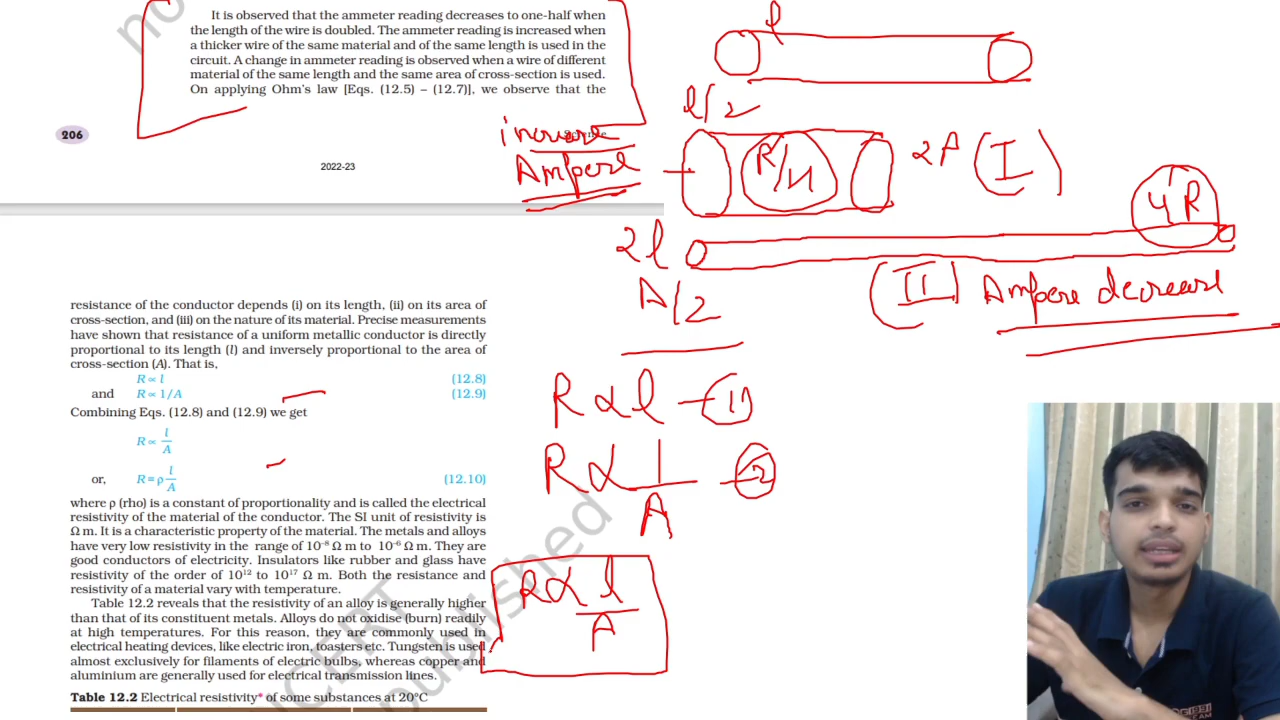 It is observed that the ammeter reading decreases to one-half when
the length of the wire is doubled. The ammeter reading is increased when
a thicker wire of the same material and of the same length is used in the
circuit. A change in ammeter reading is observed when a wire of different
material of the same length and the same area of cross-section is used.
On applying Ohm's law [Eqs. (12.5) – (12.7)], we observe that the
206
2022-23
resistance of the conductor depends (i) on its length, (ii) on its area of
cross-section, and (iii) on the nature of its material. Precise measurements
have shown that resistance of a uniform metallic conductor is directly
proportional to its length (l) and inversely proportional to the area of
cross-section (A). That is,
R ∝ l (12.8)
and R ∝ 1/A (12.9)
Combining Eqs. (12.8) and (12.9) we get
R ∝ l/A
or, R = ρ l/A (12.10)
where ρ (rho) is a constant of proportionality and is called the electrical
resistivity of the material of the conductor. The SI unit of resistivity is
Ω m. It is a characteristic property of the material. The metals and alloys
have very low resistivity in the range of 10⁻⁸ Ω m to 10⁻⁶ Ω m. They are
good conductors of electricity. Insulators like rubber and glass have
resistivity of the order of 10¹² to 10¹⁷ Ω m. Both the resistance and
resistivity of a material vary with temperature.
Table 12.2 reveals that the resistivity of an alloy is generally higher
than that of its constituent metals. Alloys do not oxidise (burn) readily
at high temperatures. For this reason, they are commonly used in
electrical heating devices, like electric iron, toasters etc. Tungsten is used
almost exclusively for filaments of electric bulbs, whereas copper and
aluminium are generally used for electrical transmission lines.
Table 12.2 Electrical resistivity* of some substances at 20°C
NCERT
published
l
l/2
increase
Ampere
R/4
2A
(I)
4R
2l
A/2
(II) Ampere decrease
R ∝ l – (1)
R ∝ 1/A – (2)
R ∝ l/A